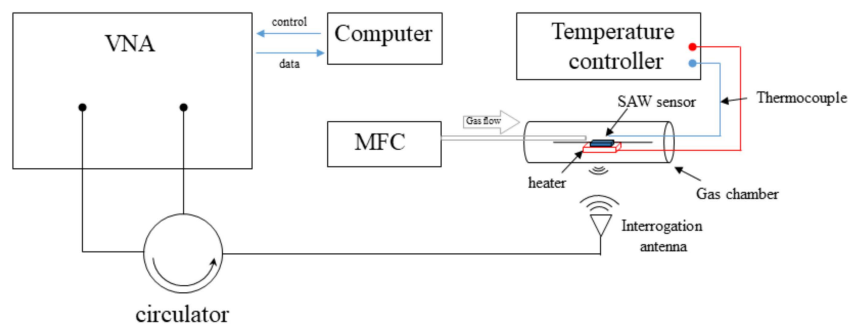 VNA
control
data
Computer
Temperature
controller
SAW sensor
Thermocouple
Gas flow
MFC
heater
Gas chamber
Interrogation
antenna
circulator